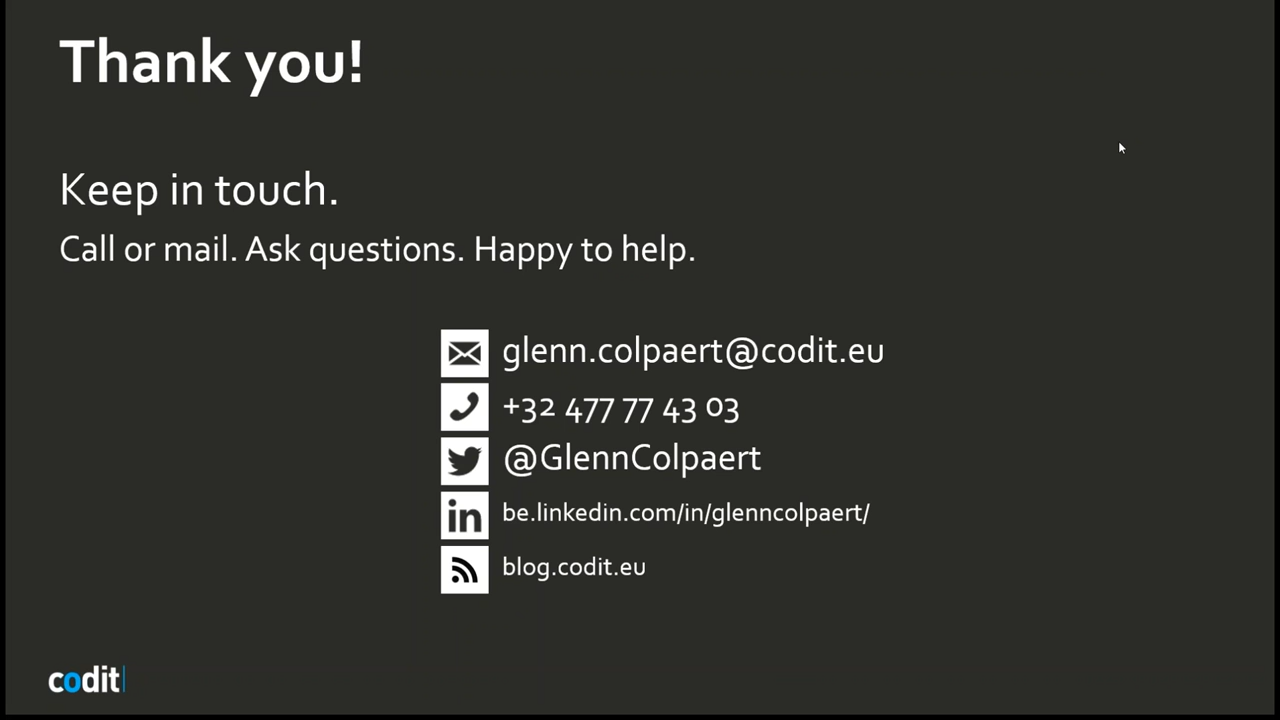 Thank you!
Keep in touch.
Call or mail. Ask questions. Happy to help.
glenn.colpaert@codit.eu
+32 477 77 43 03
@GlennColpaert
in be.linkedin.com/in/glenncolpaert/
blog.codit.eu
codit